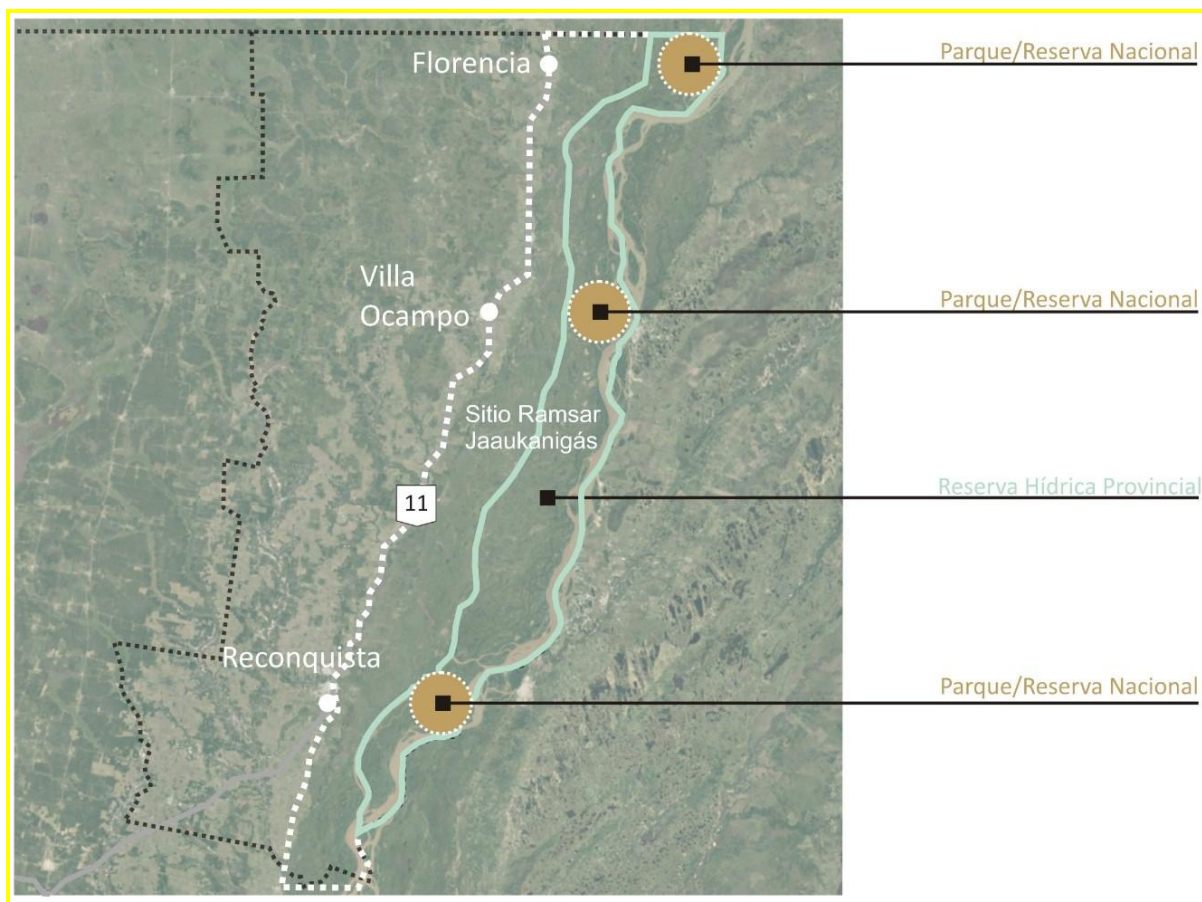 Parque/Reserva Nacional
Florencia
Villa
Ocampo
Parque/Reserva Nacional
Sitio Ramsar
Jaaukanigás
Reserva Hídrica Provincial
11
Reconquista
Parque/Reserva Nacional